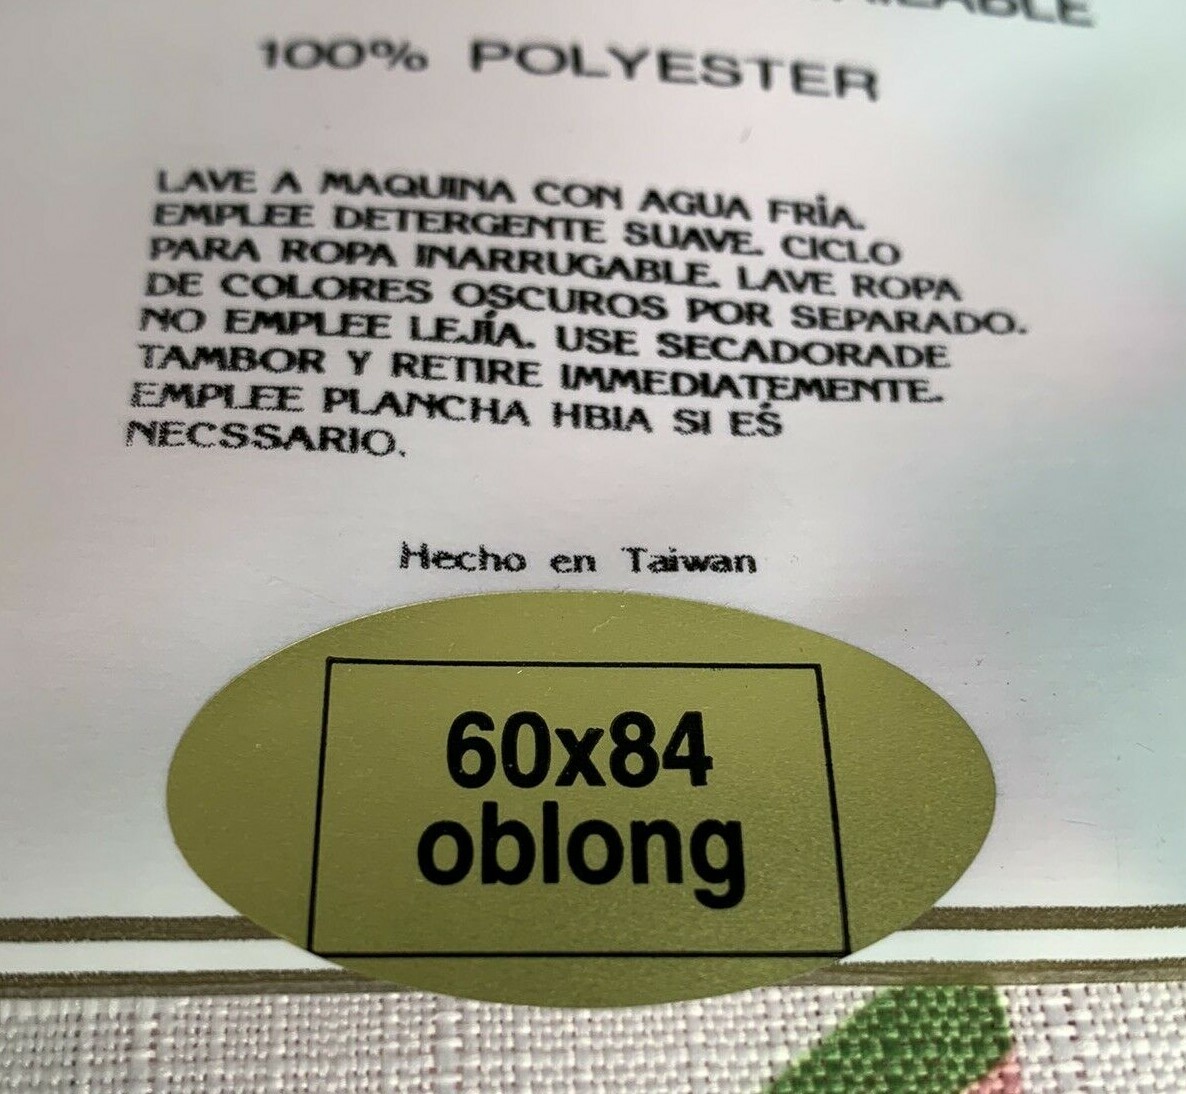 100% POLYESTER
LAVE A MAQUINA CON AGUA FRÍA.
EMPLEE DETERGENTE SUAVE. CICLO
PARA ROPA INARRUGABLE. LAVE ROPA
DE COLORES OSCUROS POR SEPARADO.
NO EMPLEE LEJÍA. USE SECADORADE
TAMBOR Y RETIRE IMMEDIATEMENTE.
EMPLEE PLANCHA HBIA SI ES
NECSSARIO.
Hecho en Taiwan
60x84
oblong